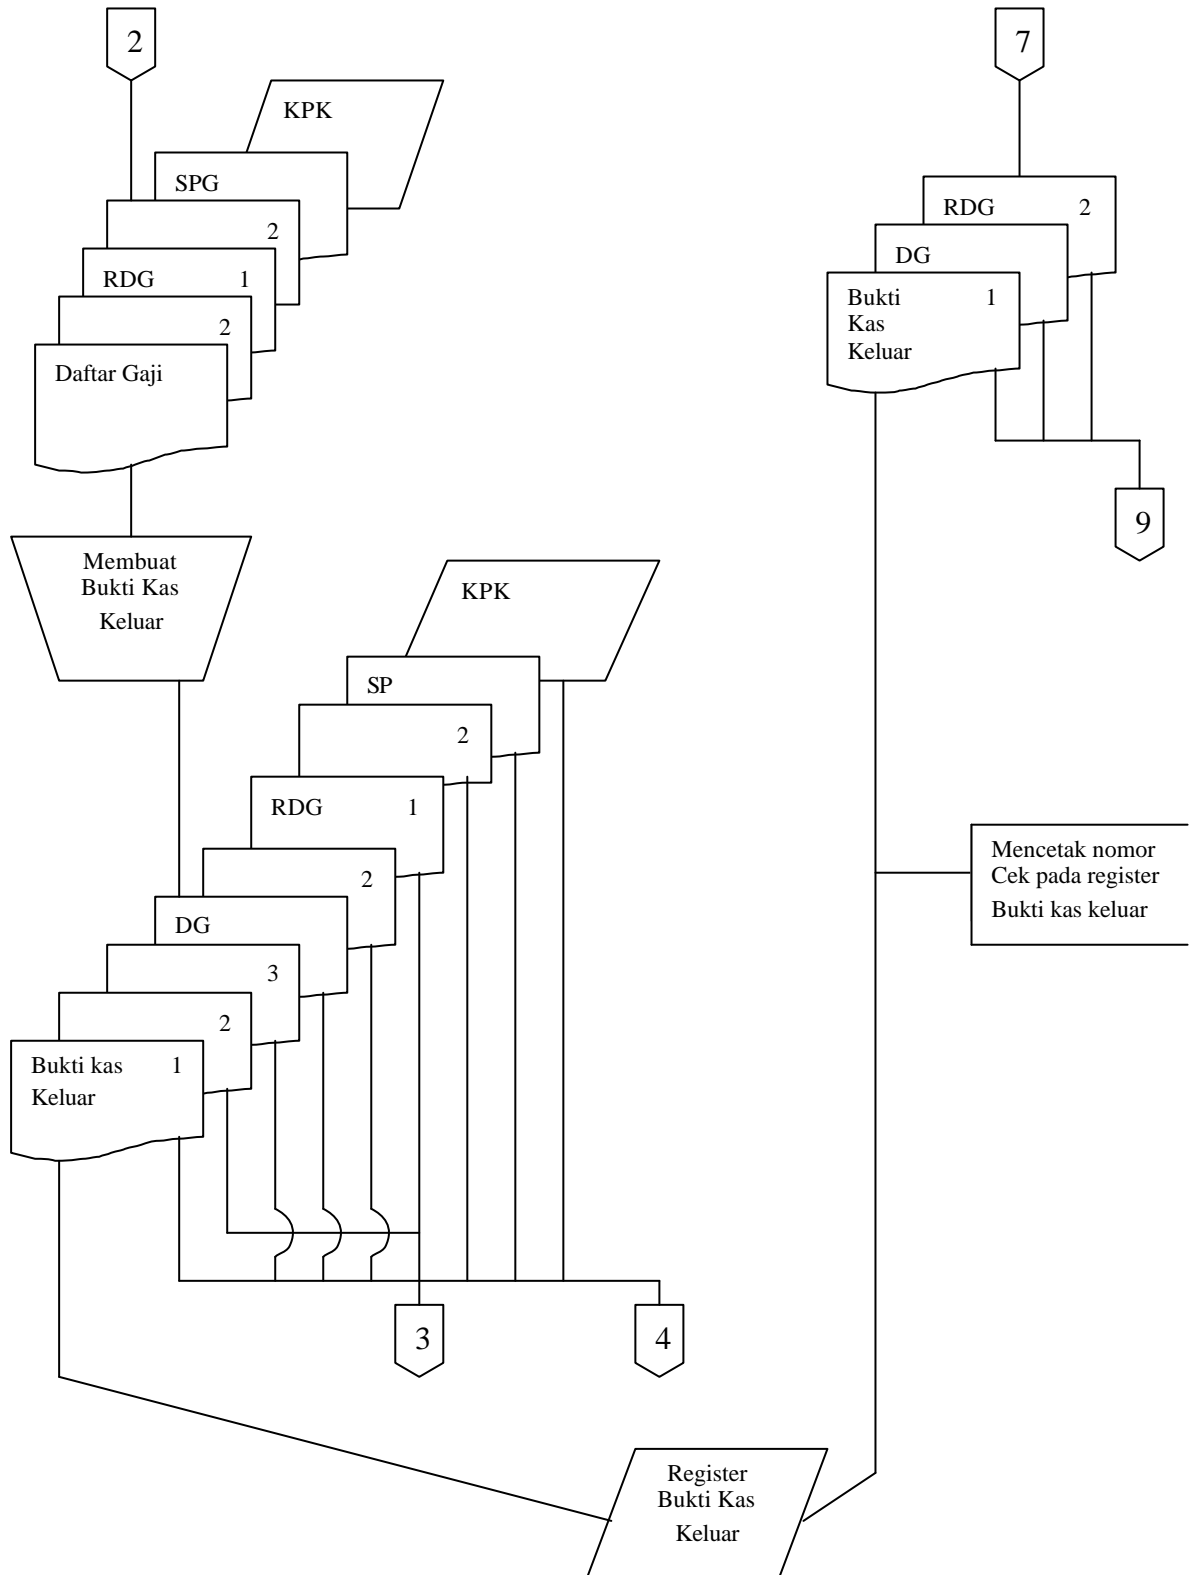 2
KPK
SPG
2
RDG 1
2
Daftar Gaji
Membuat
Bukti Kas
Keluar
KPK
SP
2
RDG 1
2
DG
3
2
Bukti kas 1
Keluar
3
4
7
RDG 2
DG
Bukti 1
Kas
Keluar
9
Mencetak nomor
Cek pada register
Bukti kas keluar
Register
Bukti Kas
Keluar